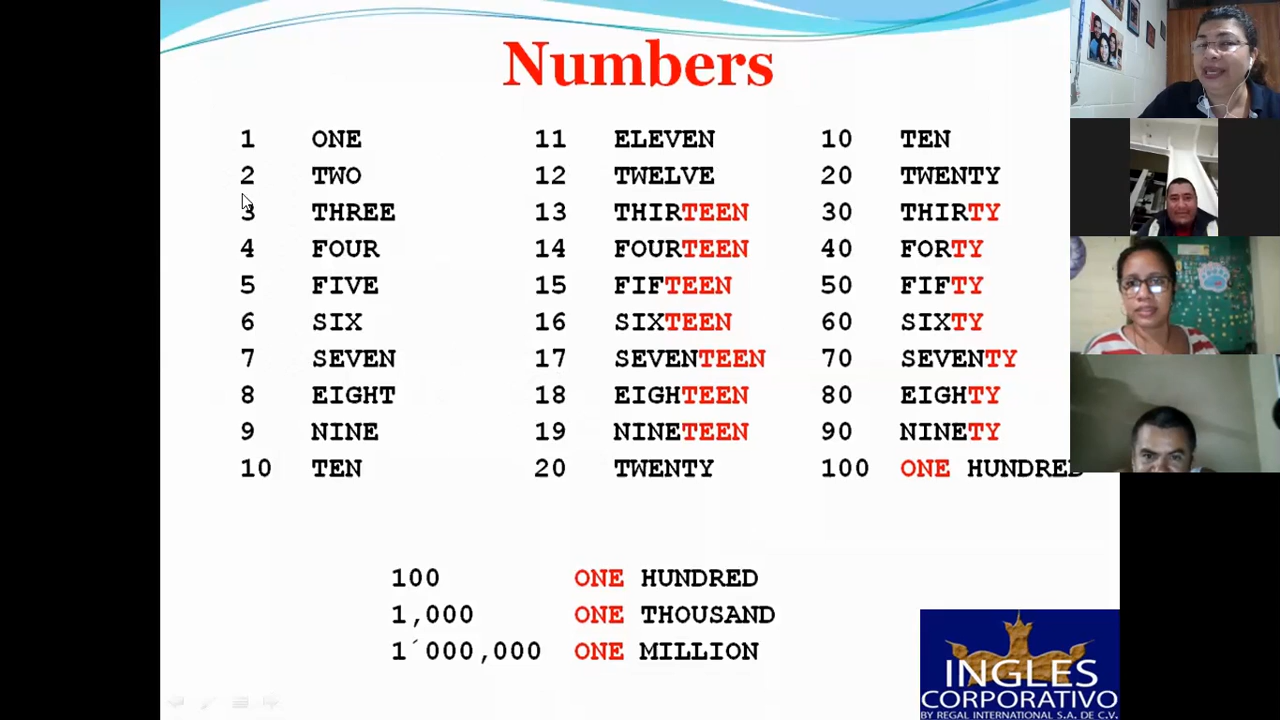 Numbers
1 ONE 11 ELEVEN 10 TEN
2 TWO 12 TWELVE 20 TWENTY
3 THREE 13 THIRTEEN 30 THIRTY
4 FOUR 14 FOURTEEN 40 FORTY
5 FIVE 15 FIFTEEN 50 FIFTY
6 SIX 16 SIXTEEN 60 SIXTY
7 SEVEN 17 SEVENTEEN 70 SEVENTY
8 EIGHT 18 EIGHTEEN 80 EIGHTY
9 NINE 19 NINETEEN 90 NINETY
10 TEN 20 TWENTY 100 ONE HUNDRED
100 ONE HUNDRED
1,000 ONE THOUSAND
1´000,000 ONE MILLION
INGLES
CORPORATIVO
BY REGAL INTERNATIONAL S.A. DE C.V.